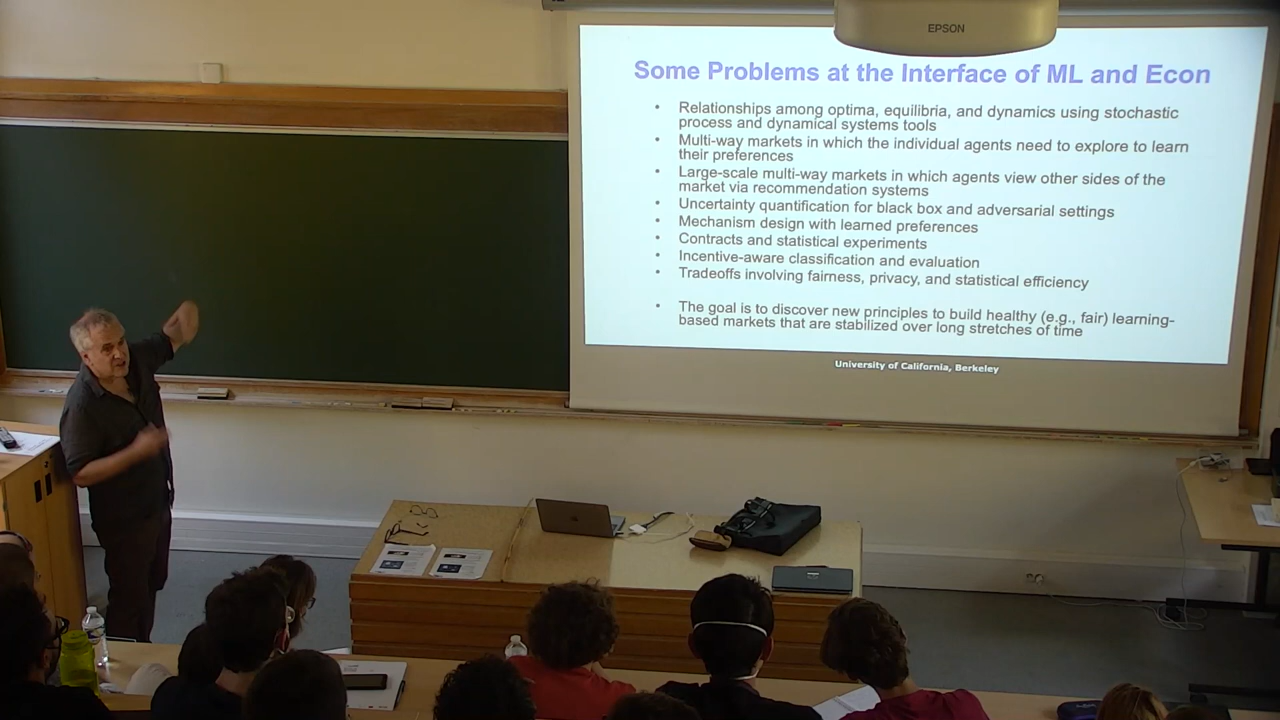 EPSON
Some Problems at the Interface of ML and Econ
• Relationships among optima, equilibria, and dynamics using stochastic
process and dynamical systems tools
• Multi-way markets in which the individual agents need to explore to learn
their preferences
• Large-scale multi-way markets in which agents view other sides of the
market via recommendation systems
• Uncertainty quantification for black box and adversarial settings
• Mechanism design with learned preferences
• Contracts and statistical experiments
• Incentive-aware classification and evaluation
• Tradeoffs involving fairness, privacy, and statistical efficiency
• The goal is to discover new principles to build healthy (e.g., fair) learning-
based markets that are stabilized over long stretches of time
University of California, Berkeley